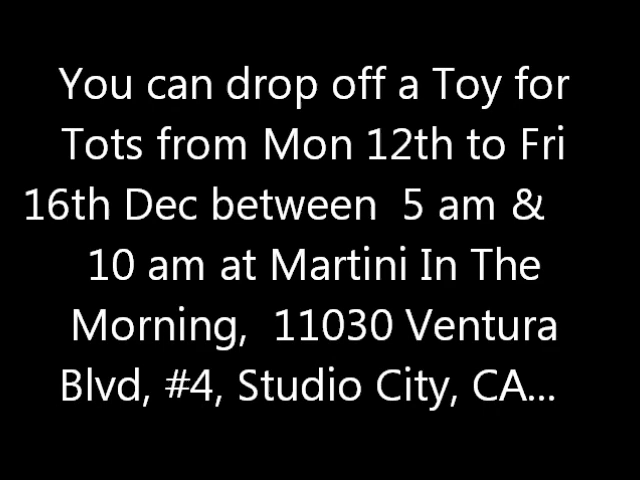 You can drop off a Toy for
Tots from Mon 12th to Fri
16th Dec between  5 am &
10 am at Martini In The
Morning,  11030 Ventura
Blvd, #4, Studio City, CA...